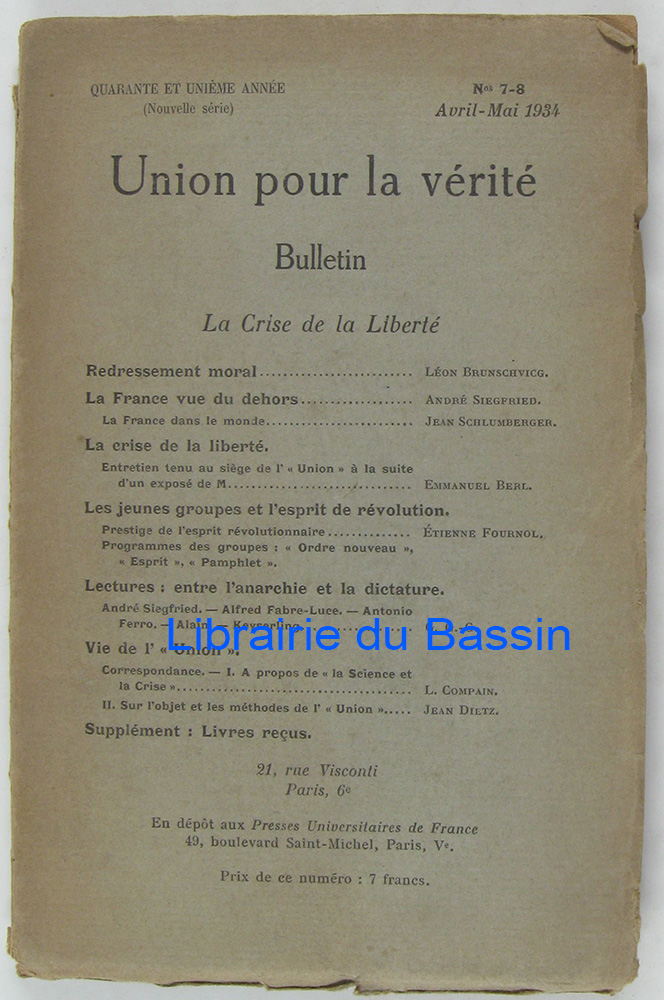 QUARANTE ET UNIÈME ANNÉE
(Nouvelle série)
Nos 7-8
Avril-Mai 1934
Union pour la vérité
Bulletin
La Crise de la Liberté
Redressement moral.......................... LÉON BRUNSCHVICG.
La France vue du dehors................... ANDRÉ SIEGFRIED.
La France dans le monde........................ JEAN SCHLUMBERGER.
La crise de la liberté.
Entretien tenu au siège de l' « Union » à la suite
d'un exposé de M.............................. EMMANUEL BERL.
Les jeunes groupes et l'esprit de révolution.
Prestige de l'esprit révolutionnaire............. ÉTIENNE FOURNOL.
Programmes des groupes : « Ordre nouveau »,
« Esprit », « Pamphlet ».
Lectures : entre l'anarchie et la dictature.
André Siegfried. — Alfred Fabre-Luce. — Antonio
Ferro. — Alain. — Keyserling
Librairie du Bassin
Vie de l' « Union ».
Correspondance. — I. A propos de « la Science et
la Crise »....................................... L. COMPAIN.
II. Sur l'objet et les méthodes de l' « Union »..... JEAN DIETZ.
Supplément : Livres reçus.
21, rue Visconti
Paris, 6e
En dépôt aux Presses Universitaires de France
49, boulevard Saint-Michel, Paris, Ve.
Prix de ce numéro : 7 francs.